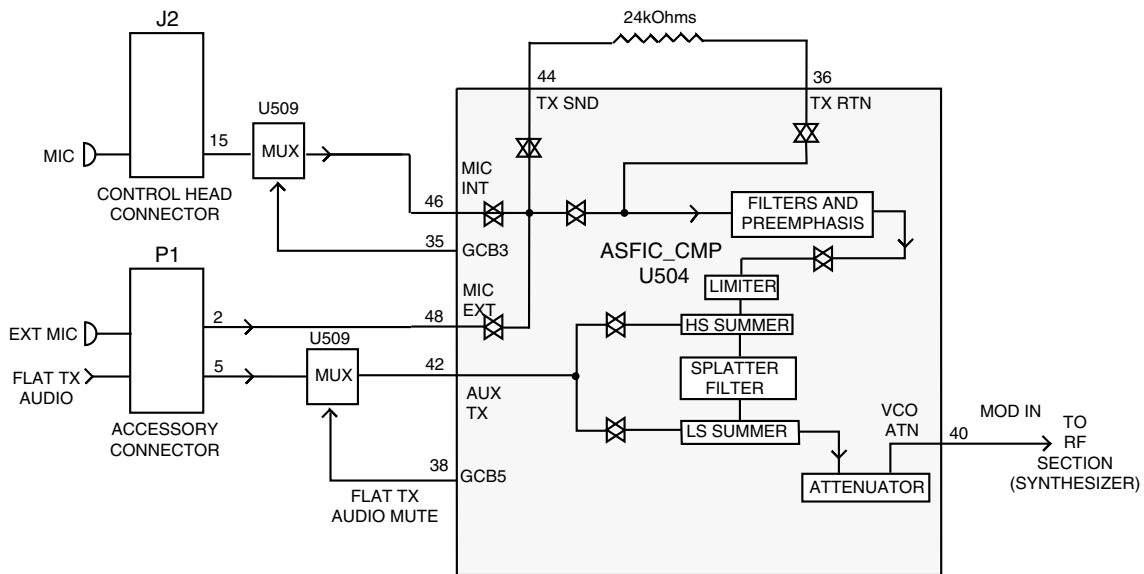 J2
24kOhms
44
36
U509
TX SND
TX RTN
15
MIC
MUX
MIC
INT
CONTROL HEAD
CONNECTOR
46
FILTERS AND
PREEMPHASIS
35
GCB3
ASFIC_CMP
U504
P1
LIMITER
MIC
EXT
2
48
EXT MIC
HS SUMMER
U509
5
MUX
42
FLAT TX
AUDIO
SPLATTER
FILTER
AUX
TX
ACCESSORY
CONNECTOR
VCO
ATN
MOD IN
TO
RF
SECTION
(SYNTHESIZER)
LS SUMMER
40
38
GCB5
ATTENUATOR
FLAT TX
AUDIO MUTE